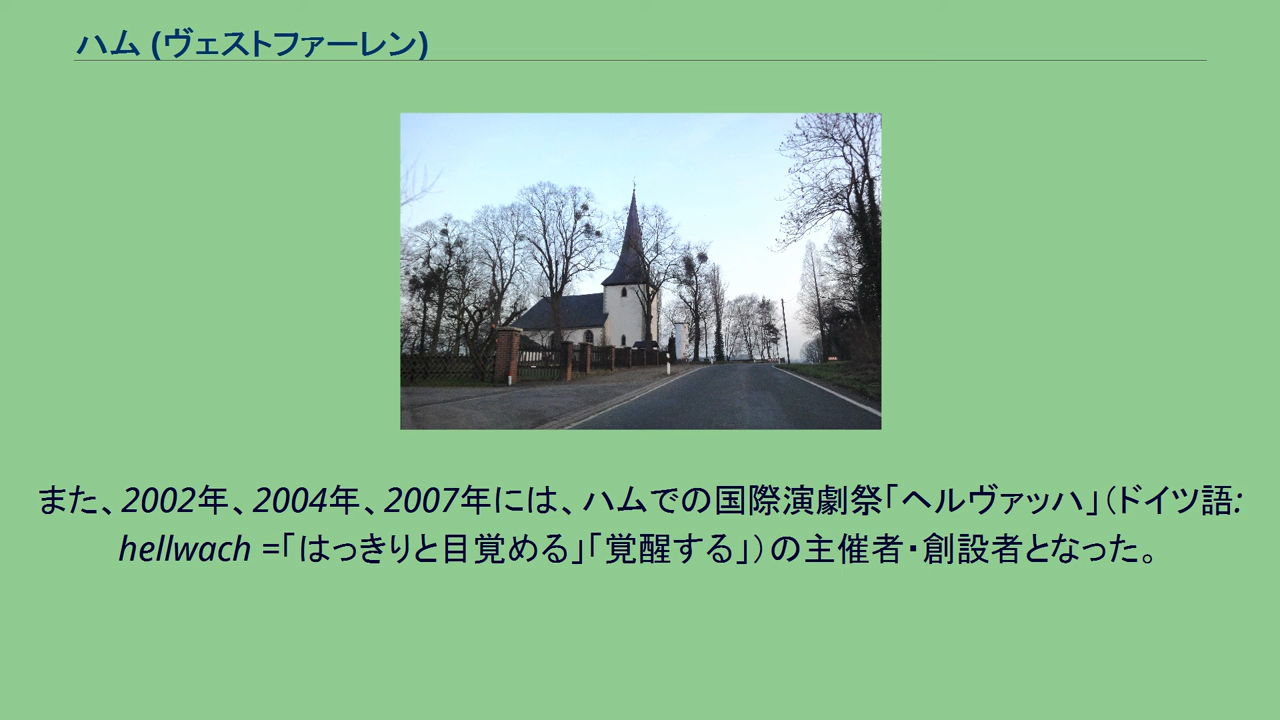 ハム (ヴェストファーレン)
また、2002年、2004年、2007年には、ハムでの国際演劇祭「ヘルヴァッハ」（ドイツ語:
hellwach =「はっきりと目覚める」「覚醒する」）の主催者・創設者となった。